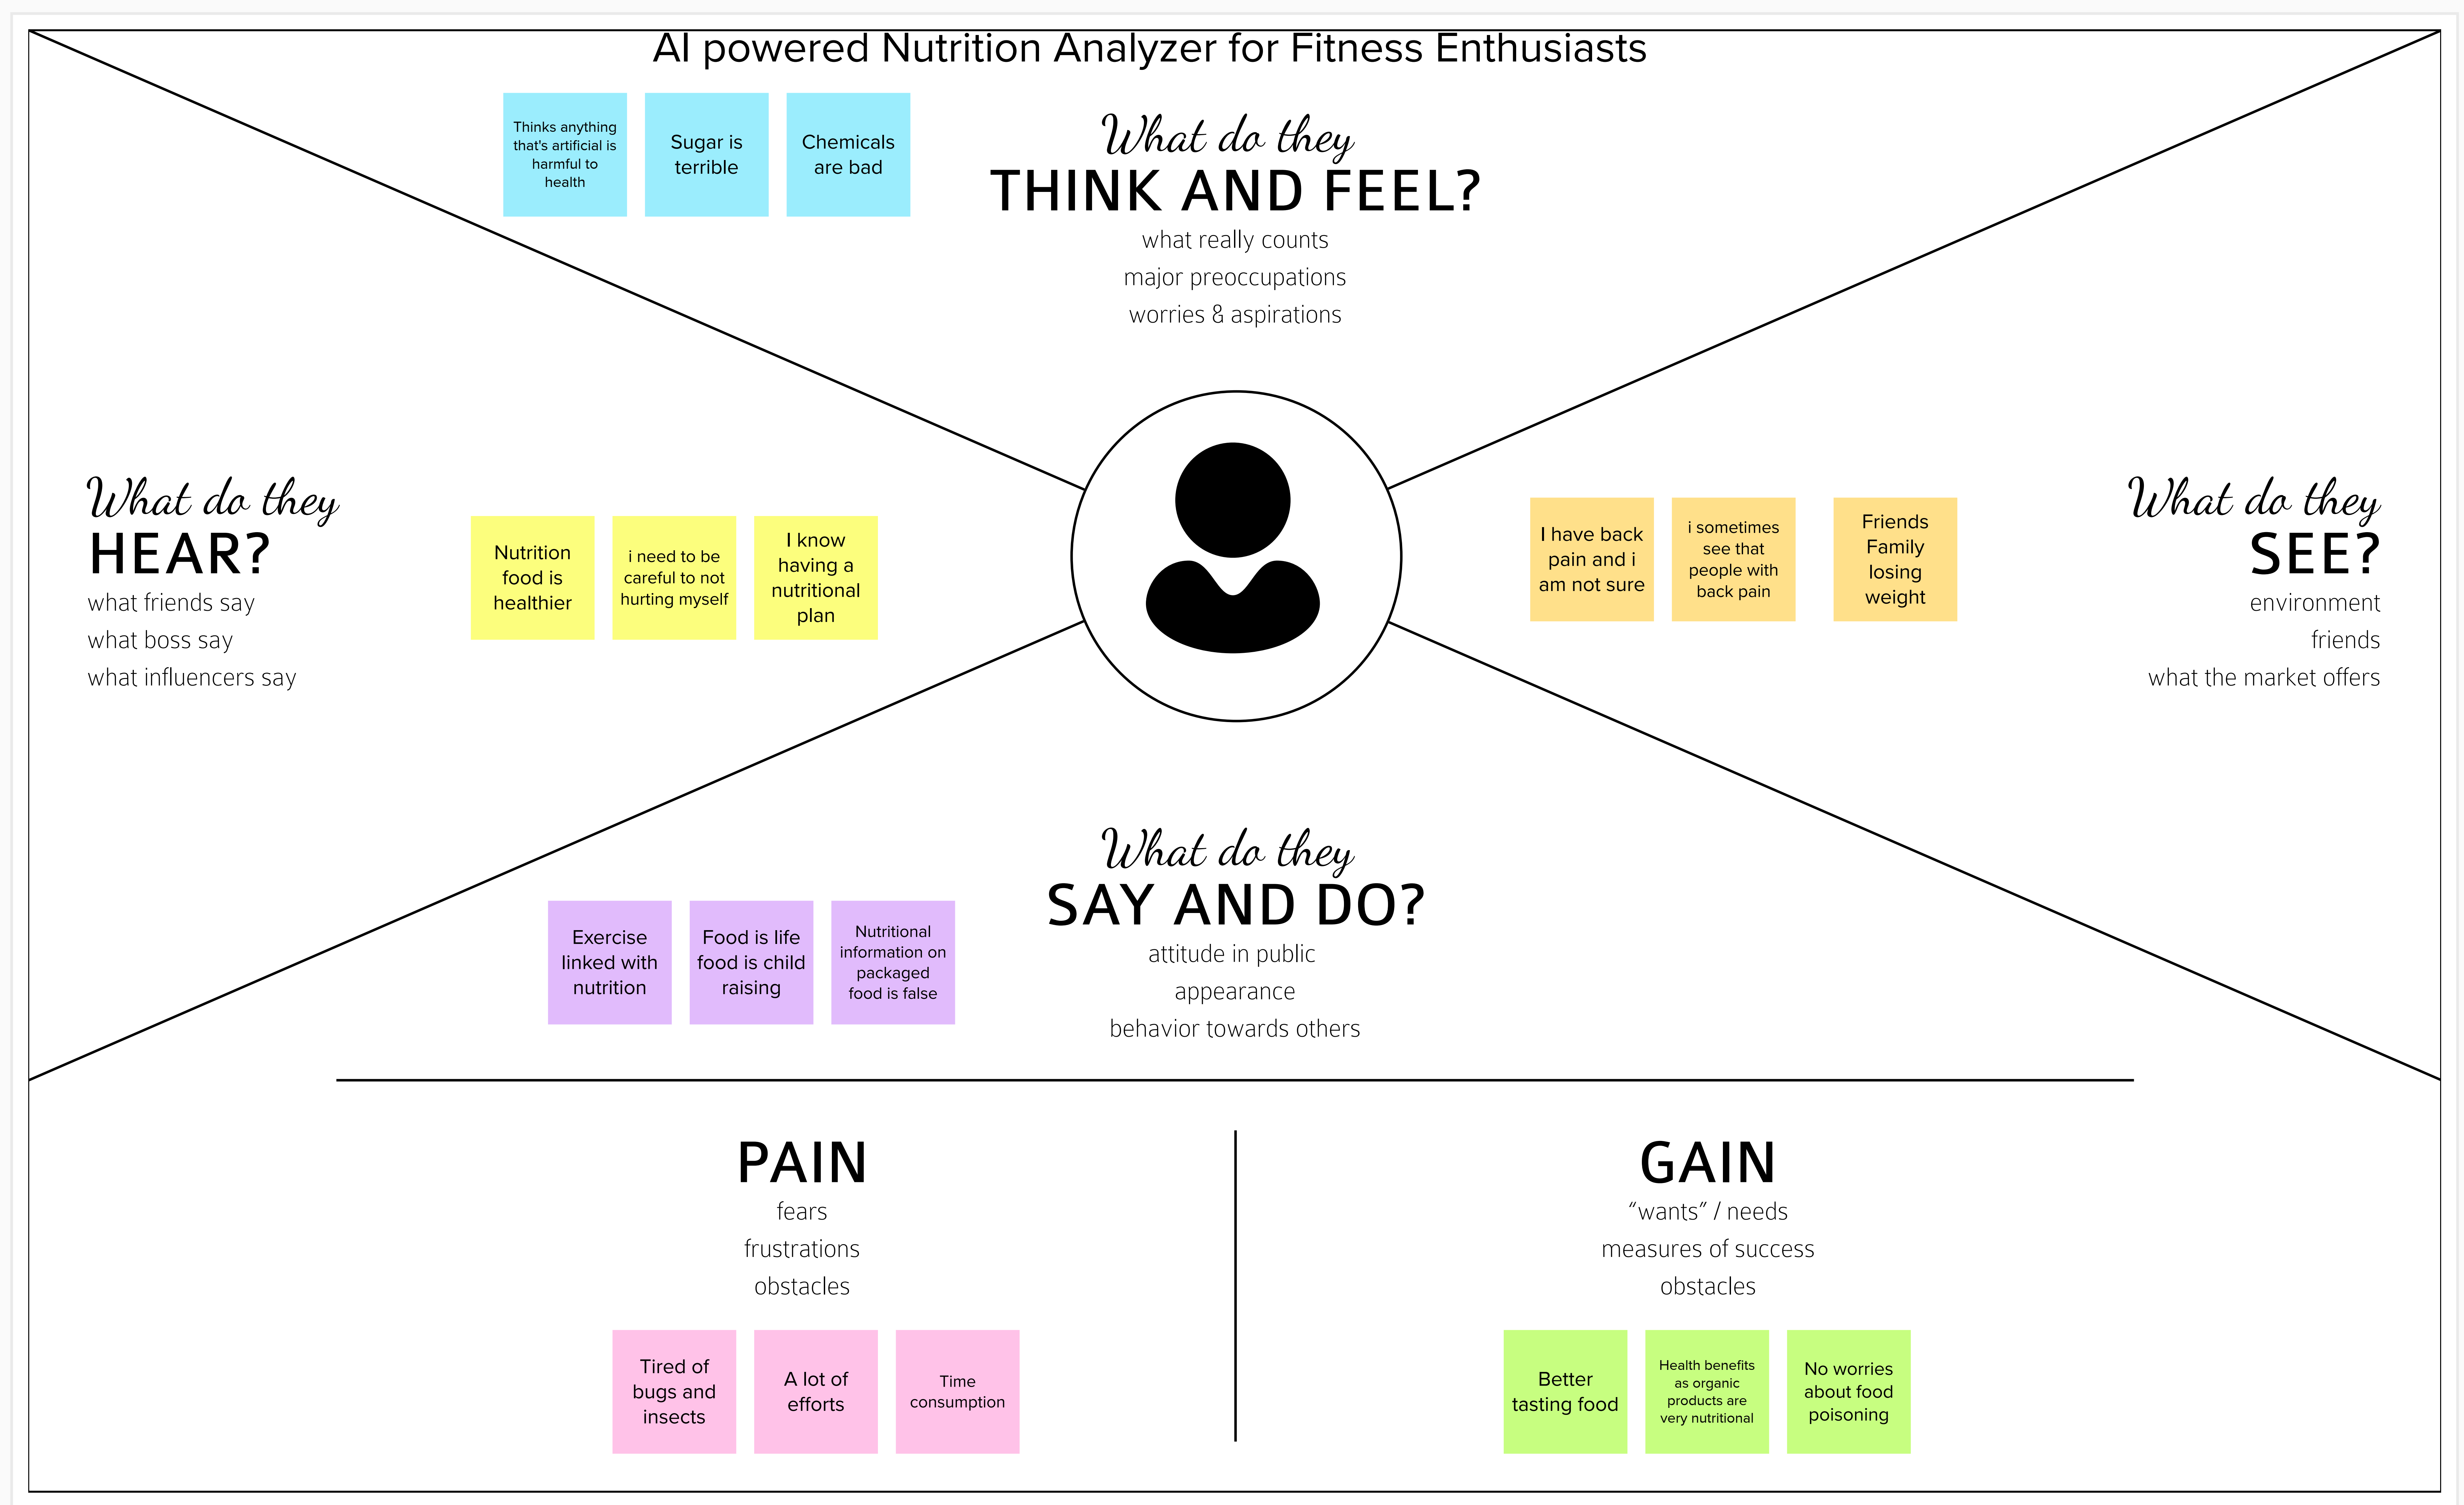 AI powered Nutrition Analyzer for Fitness Enthusiasts
Thinks anything
that's artificial is
harmful to
health
Sugar is
terrible
Chemicals
are bad
What do they
THINK AND FEEL?
what really counts
major preoccupations
worries & aspirations
What do they
HEAR?
what friends say
what boss say
what influencers say
Nutrition
food is
healthier
i need to be
careful to not
hurting myself
I know
having a
nutritional
plan
I have back
pain and i
am not sure
i sometimes
see that
people with
back pain
Friends
Family
losing
weight
What do they
SEE?
environment
friends
what the market offers
What do they
SAY AND DO?
attitude in public
appearance
behavior towards others
Exercise
linked with
nutrition
Food is life
food is child
raising
Nutritional
information on
packaged
food is false
PAIN
fears
frustrations
obstacles
Tired of
bugs and
insects
A lot of
efforts
Time
consumption
GAIN
“wants” / needs
measures of success
obstacles
Better
tasting food
Health benefits
as organic
products are
very nutritional
No worries
about food
poisoning